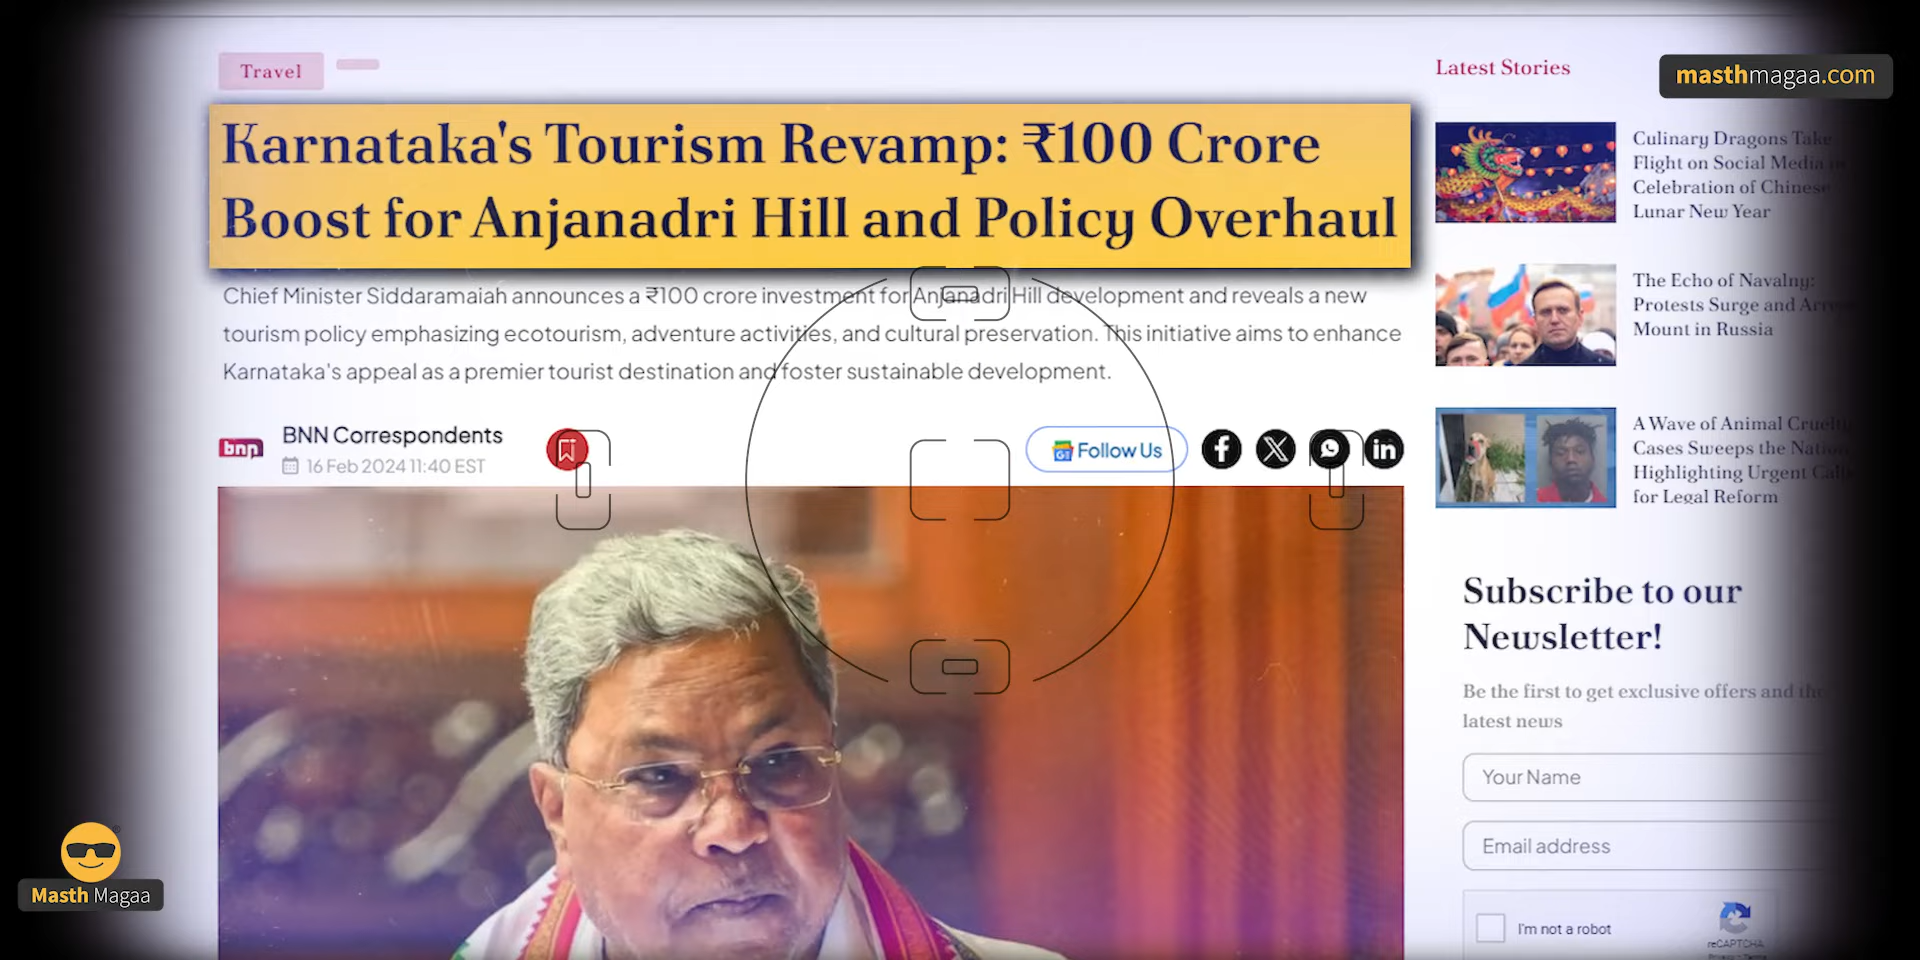 Travel
Karnataka's Tourism Revamp: ₹100 Crore
Boost for Anjanadri Hill and Policy Overhaul
Chief Minister Siddaramaiah announces a ₹100 crore investment for Anjanadri Hill development and reveals a new
tourism policy emphasizing ecotourism, adventure activities, and cultural preservation. This initiative aims to enhance
Karnataka's appeal as a premier tourist destination and foster sustainable development.
bnn
BNN Correspondents
16 Feb 2024 11:40 EST
Follow Us
Latest Stories
masthmagaa.com
Culinary Dragons Take
Flight on Social Media in
Celebration of Chinese
Lunar New Year
The Echo of Navalny:
Protests Surge and
Mount in Russia
A Wave of Animal Cruelty
Cases Sweeps the Nation
Highlighting Urgent
for Legal Reform
Subscribe to our
Newsletter!
Be the first to get exclusive offers and the
latest news
Your Name
Email address
I'm not a robot
reCAPTCHA
Privacy - Terms
Masth Magaa